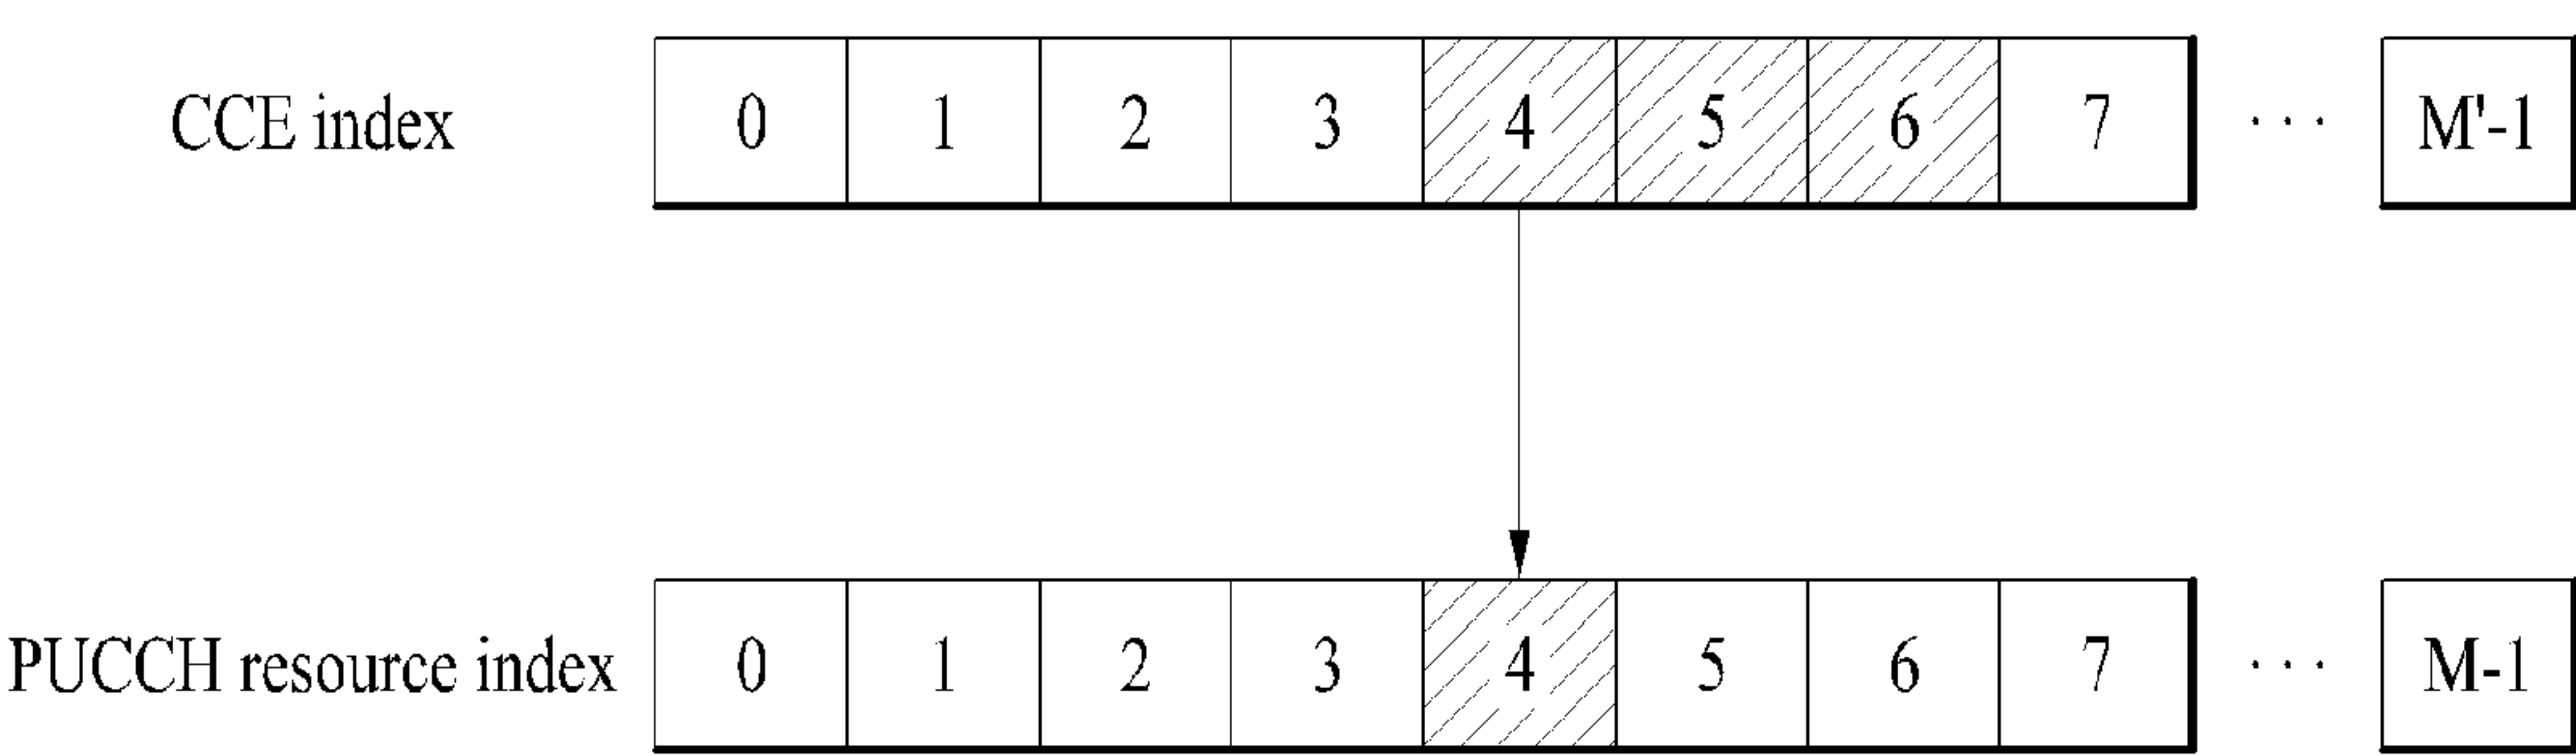 CCE index 0 1 2 3 4 5 6 7 ... M'-1
PUCCH resource index 0 1 2 3 4 5 6 7 ... M-1